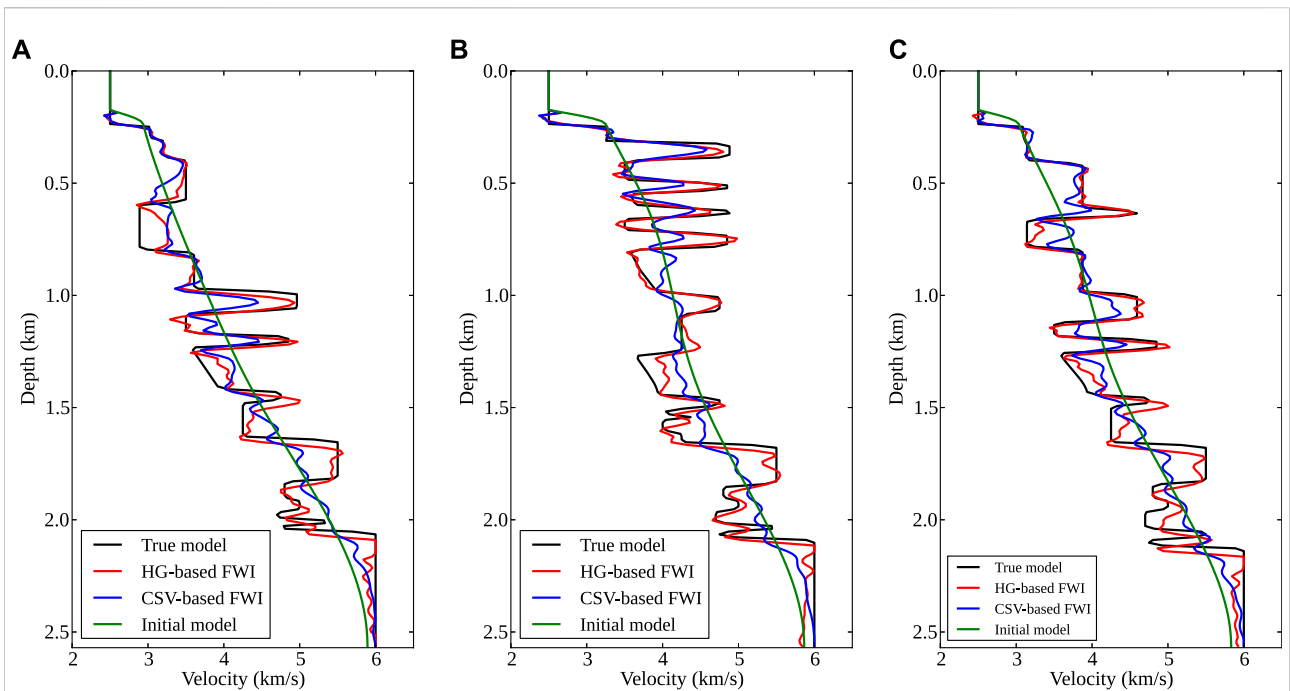 A
0.0
0.5
1.0
1.5
2.0
2.5
Depth (km)
True model
HG-based FWI
CSV-based FWI
Initial model
2 3 4 5 6
Velocity (km/s)
B
0.0
0.5
1.0
1.5
2.0
2.5
Depth (km)
True model
HG-based FWI
CSV-based FWI
Initial model
2 3 4 5 6
Velocity (km/s)
C
0.0
0.5
1.0
1.5
2.0
2.5
Depth (km)
True model
HG-based FWI
CSV-based FWI
Initial model
2 3 4 5 6
Velocity (km/s)